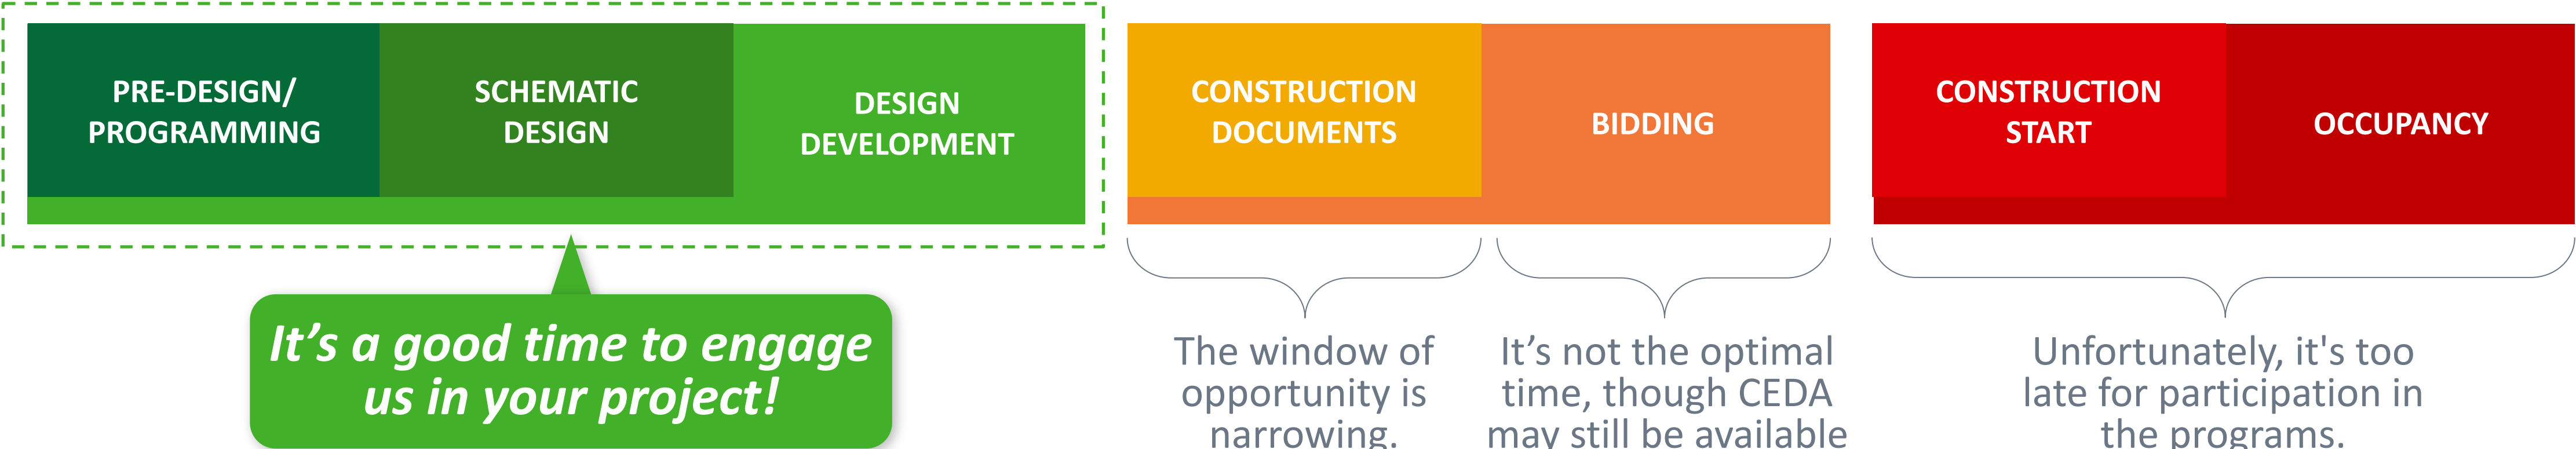 PRE-DESIGN/
PROGRAMMING
SCHEMATIC
DESIGN
DESIGN
DEVELOPMENT
CONSTRUCTION
DOCUMENTS
BIDDING
CONSTRUCTION
START
OCCUPANCY
It’s a good time to engage
us in your project!
The window of
opportunity is
narrowing.
It’s not the optimal
time, though CEDA
may still be available
Unfortunately, it's too
late for participation in
the programs.